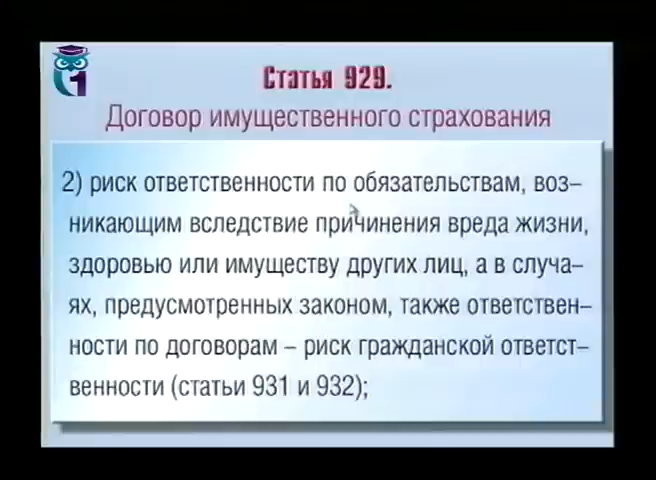 1
Статья 929.
Договор имущественного страхования
2) риск ответственности по обязательствам, воз–
никающим вследствие причинения вреда жизни,
здоровью или имуществу других лиц, а в случа–
ях, предусмотренных законом, также ответствен–
ности по договорам – риск гражданской ответст–
венности (статьи 931 и 932);